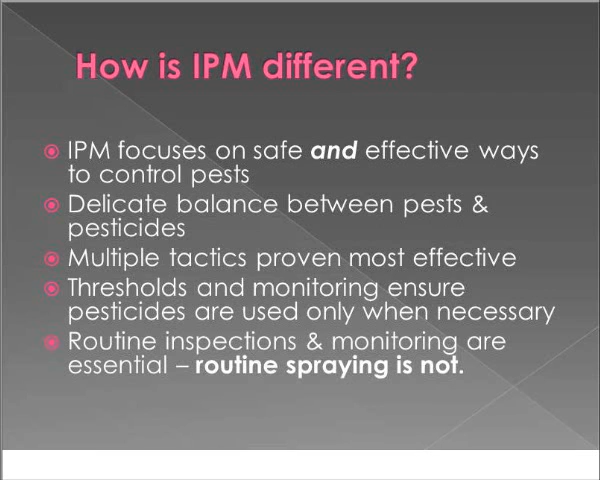 How is IPM different?
IPM focuses on safe and effective ways
to control pests
Delicate balance between pests &
pesticides
Multiple tactics proven most effective
Thresholds and monitoring ensure
pesticides are used only when necessary
Routine inspections & monitoring are
essential – routine spraying is not.